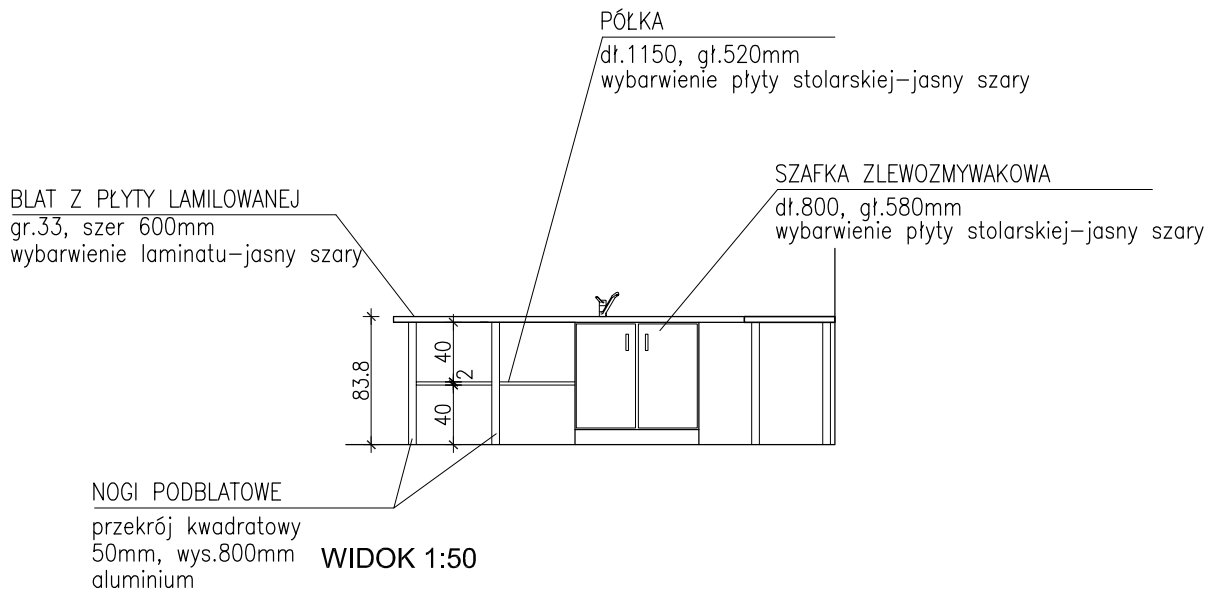 PÓŁKA
dł.1150, gł.520mm
wybarwienie płyty stolarskiej-jasny szary
SZAFKA ZLEWOZMYWAKOWA
dł.800, gł.580mm
wybarwienie płyty stolarskiej-jasny szary
BLAT Z PŁYTY LAMILOWANEJ
gr.33, szer 600mm
wybarwienie laminatu-jasny szary
83.8
40
2
40
NOGI PODBLATOWE
przekrój kwadratowy
50mm, wys.800mm
aluminium
WIDOK 1:50